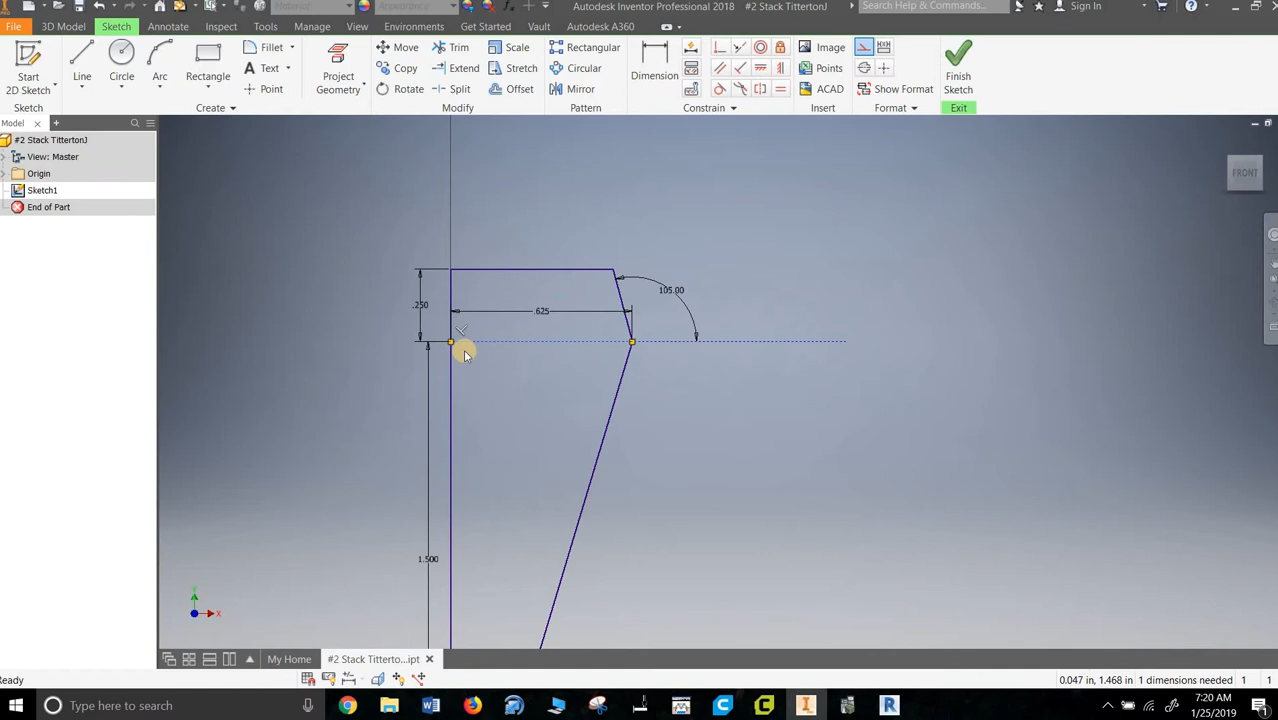 Material
Appearance
Autodesk Inventor Professional 2018   #2 Stack TittertonJ
Search Help & Commands...
Sign In
File
3D Model
Sketch
Annotate
Inspect
Tools
Manage
View
Environments
Get Started
Vault
Autodesk A360
Start
2D Sketch
Line
Circle
Arc
Rectangle
Fillet
Text
Point
Project
Geometry
Move
Copy
Rotate
Trim
Extend
Split
Scale
Stretch
Offset
Rectangular
Circular
Mirror
Dimension
Image
Points
ACAD
Show Format
Finish
Sketch
Sketch
Create
Modify
Pattern
Constrain
Insert
Format
Exit
Model
#2 Stack TittertonJ
View: Master
Origin
Sketch1
End of Part
FRONT
.250
.625
105.00
1.500
Y
X
My Home
#2 Stack Titterto...ipt
Ready
0.047 in, 1.468 in
1 dimensions needed
1
1
Type here to search
7:20 AM
1/25/2019